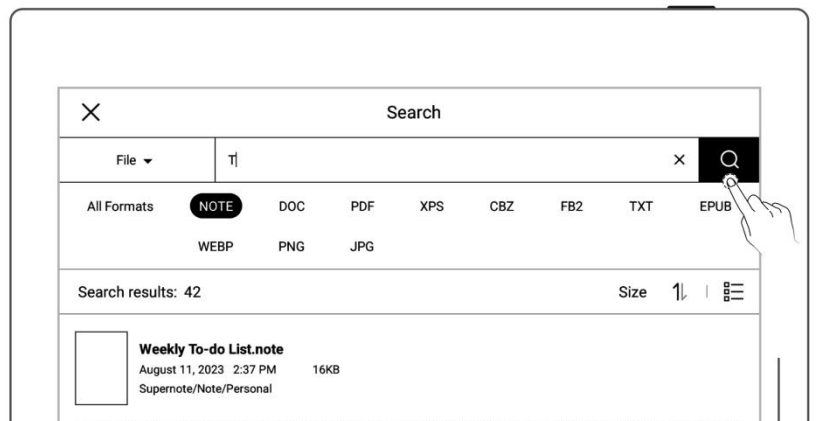 Search
File T
All Formats NOTE DOC PDF XPS CBZ FB2 TXT EPUB
WEBP PNG JPG
Search results: 42 Size
Weekly To-do List.note
August 11, 2023 2:37 PM 16KB
Supernote/Note/Personal